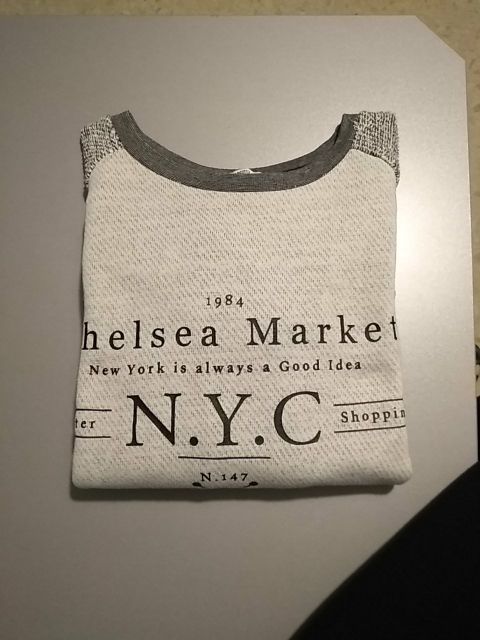 1984
helsea Market
New York is always a Good Idea
ter N.Y.C Shoppin
N.147